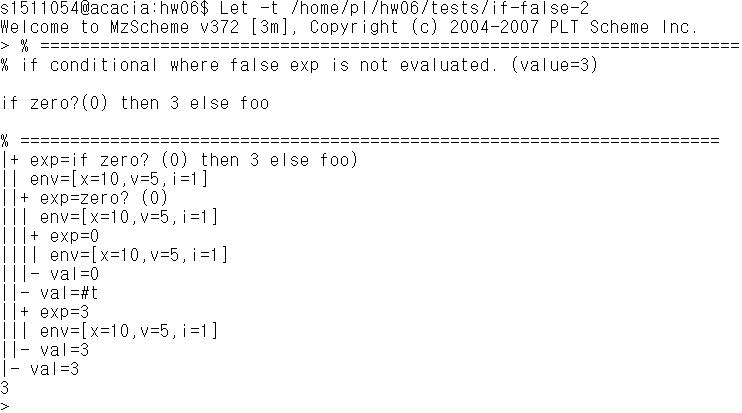 s1511054@acacia:hw06$ Let -t /home/pl/hw06/tests/if-false-2
Welcome to MzScheme v372 [3m], Copyright (c) 2004-2007 PLT Scheme Inc.
> % ======================================================================
% if conditional where false exp is not evaluated. (value=3)
if zero?(0) then 3 else foo
% ======================================================================
|+ exp=if zero? (0) then 3 else foo)
|| env=[x=10,v=5,i=1]
||+ exp=zero? (0)
||| env=[x=10,v=5,i=1]
|||+ exp=0
|||| env=[x=10,v=5,i=1]
|||- val=0
||- val=#t
||+ exp=3
||| env=[x=10,v=5,i=1]
||- val=3
|- val=3
3
>